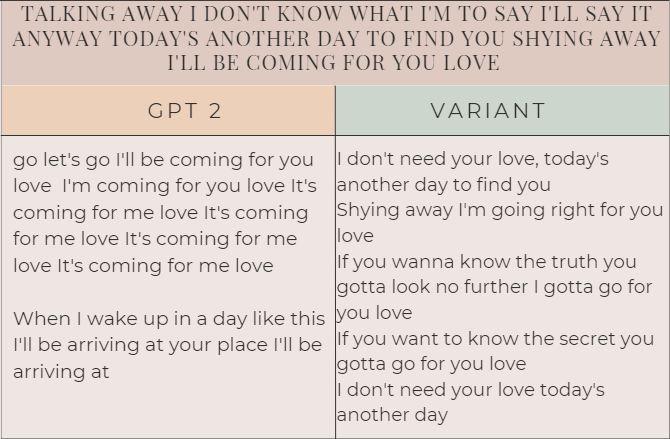 TALKING AWAY I DON'T KNOW WHAT I'M TO SAY I'LL SAY IT
ANYWAY TODAY'S ANOTHER DAY TO FIND YOU SHYING AWAY
I'LL BE COMING FOR YOU LOVE
GPT 2
go let's go I'll be coming for you
love I'm coming for you love It's
coming for me love It's coming
for me love It's coming for me
love It's coming for me love
When I wake up in a day like this
I'll be arriving at your place I'll be
arriving at
VARIANT
I don't need your love, today's
another day to find you
Shying away I'm going right for you
love
If you wanna know the truth you
gotta look no further I gotta go for
you love
If you want to know the secret you
gotta go for you love
I don't need your love today's
another day